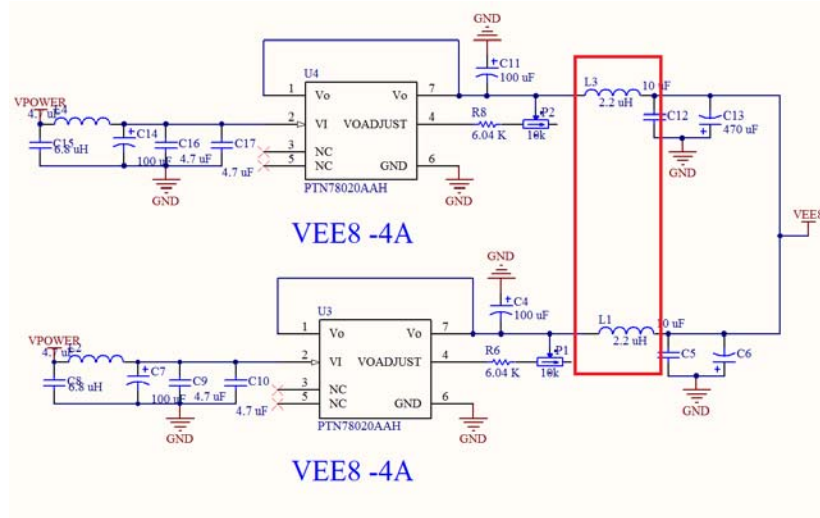 GND
C11
100 uF
U4
1
Vo
Vo
7
L3
2.2 uH
10 uF
C12
C13
470 uF
VPOWER
4.7 uF
L4
C15
6.8 uH
C14
100 uF
C16
4.7 uF
C17
4.7 uF
2
VI
VOADJUST
4
R8
6.04 K
P2
10k
3
NC
5
NC
GND
6
PTN78020AAH
GND
GND
GND
VEE8 -4A
VEE8
GND
C4
100 uF
U3
1
Vo
Vo
7
L1
2.2 uH
10 uF
C5
C6
VPOWER
4.7 uF
L2
C8
6.8 uH
C7
100 uF
C9
4.7 uF
C10
4.7 uF
2
VI
VOADJUST
4
R6
6.04 K
P1
10k
3
NC
5
NC
GND
6
PTN78020AAH
GND
GND
GND
VEE8 -4A